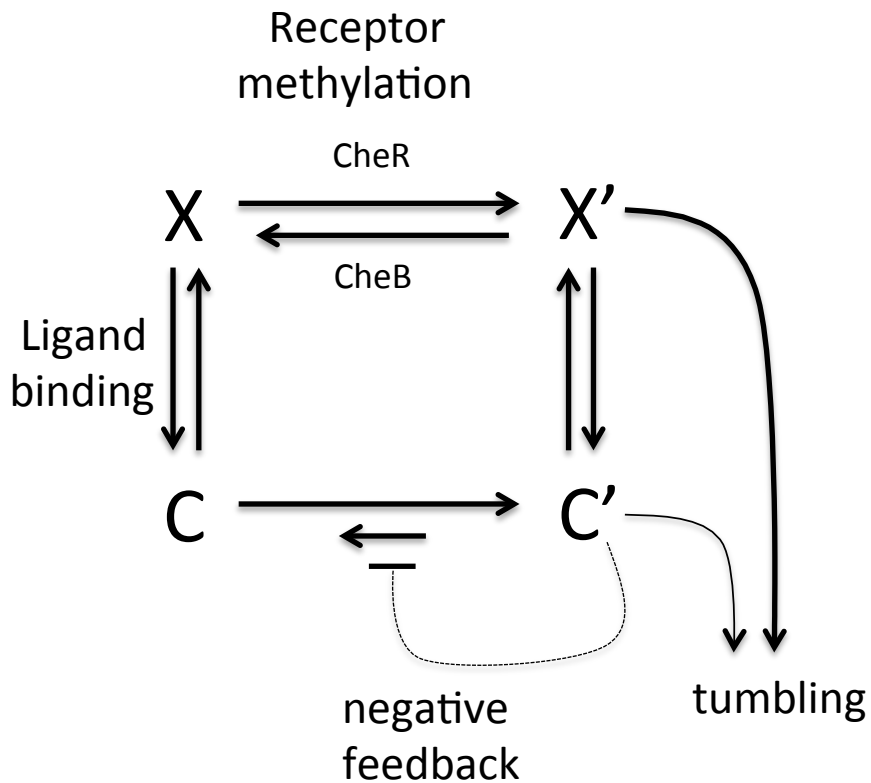 Receptor
methylation
CheR
X
X’
CheB
Ligand
binding
C
C’
negative
feedback
tumbling